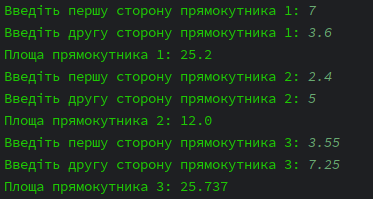 Введіть першу сторону прямокутника 1: 7
Введіть другу сторону прямокутника 1: 3.6
Площа прямокутника 1: 25.2
Введіть першу сторону прямокутника 2: 2.4
Введіть другу сторону прямокутника 2: 5
Площа прямокутника 2: 12.0
Введіть першу сторону прямокутника 3: 3.55
Введіть другу сторону прямокутника 3: 7.25
Площа прямокутника 3: 25.737